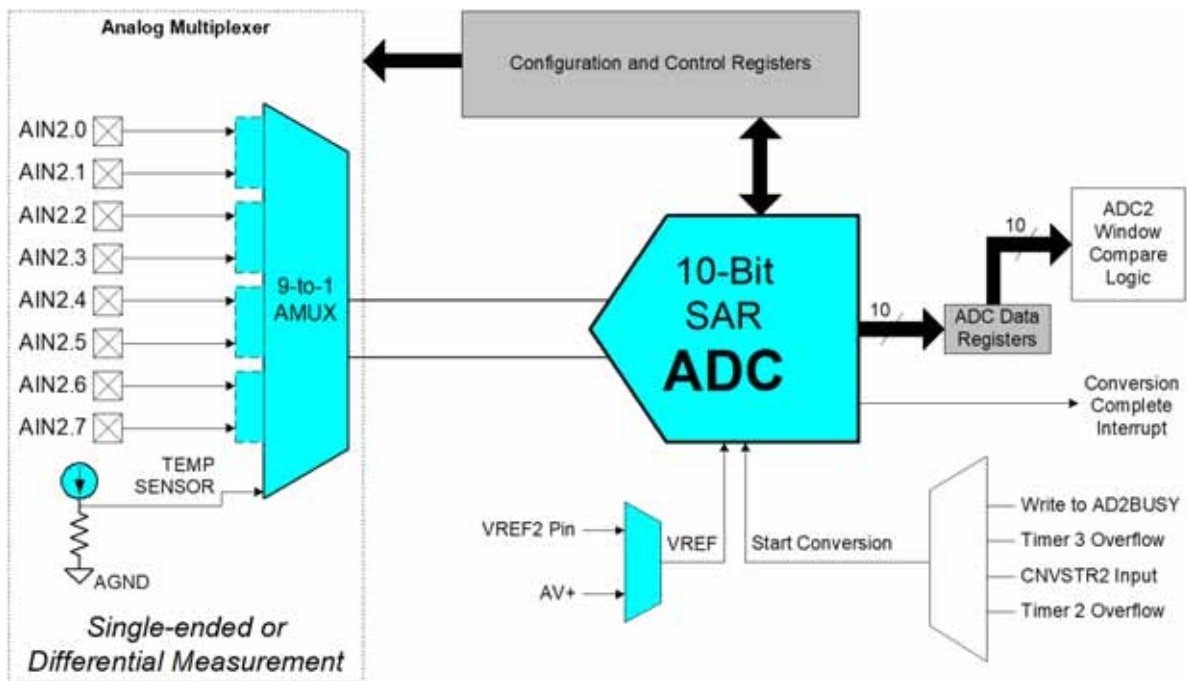 Analog Multiplexer
Configuration and Control Registers
AIN2.0
AIN2.1
AIN2.2
AIN2.3
AIN2.4
AIN2.5
AIN2.6
AIN2.7
9-to-1
AMUX
TEMP
SENSOR
AGND
Single-ended or
Differential Measurement
10-Bit
SAR
ADC
10
ADC Data
Registers
10
ADC2
Window
Compare
Logic
Conversion
Complete
Interrupt
VREF2 Pin
AV+
VREF
Start Conversion
Write to AD2BUSY
Timer 3 Overflow
CNVSTR2 Input
Timer 2 Overflow